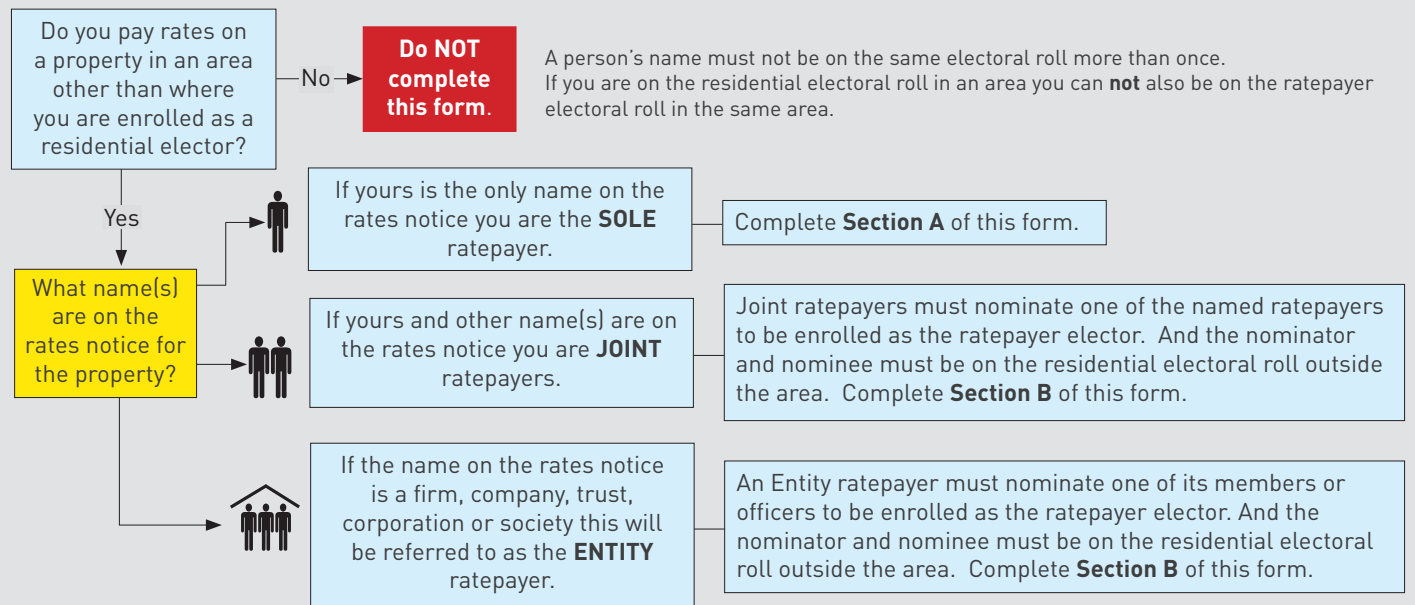 Do you pay rates on
a property in an area
other than where
you are enrolled as a
residential elector?
No
Do NOT
complete
this form.
A person's name must not be on the same electoral roll more than once.
If you are on the residential electoral roll in an area you can not also be on the ratepayer
electoral roll in the same area.
Yes
What name(s)
are on the
rates notice for
the property?
If yours is the only name on the
rates notice you are the SOLE
ratepayer.
Complete Section A of this form.
If yours and other name(s) are on
the rates notice you are JOINT
ratepayers.
Joint ratepayers must nominate one of the named ratepayers
to be enrolled as the ratepayer elector.  And the nominator
and nominee must be on the residential electoral roll outside
the area.  Complete Section B of this form.
If the name on the rates notice
is a firm, company, trust,
corporation or society this will
be referred to as the ENTITY
ratepayer.
An Entity ratepayer must nominate one of its members or
officers to be enrolled as the ratepayer elector. And the
nominator and nominee must be on the residential electoral
roll outside the area.  Complete Section B of this form.